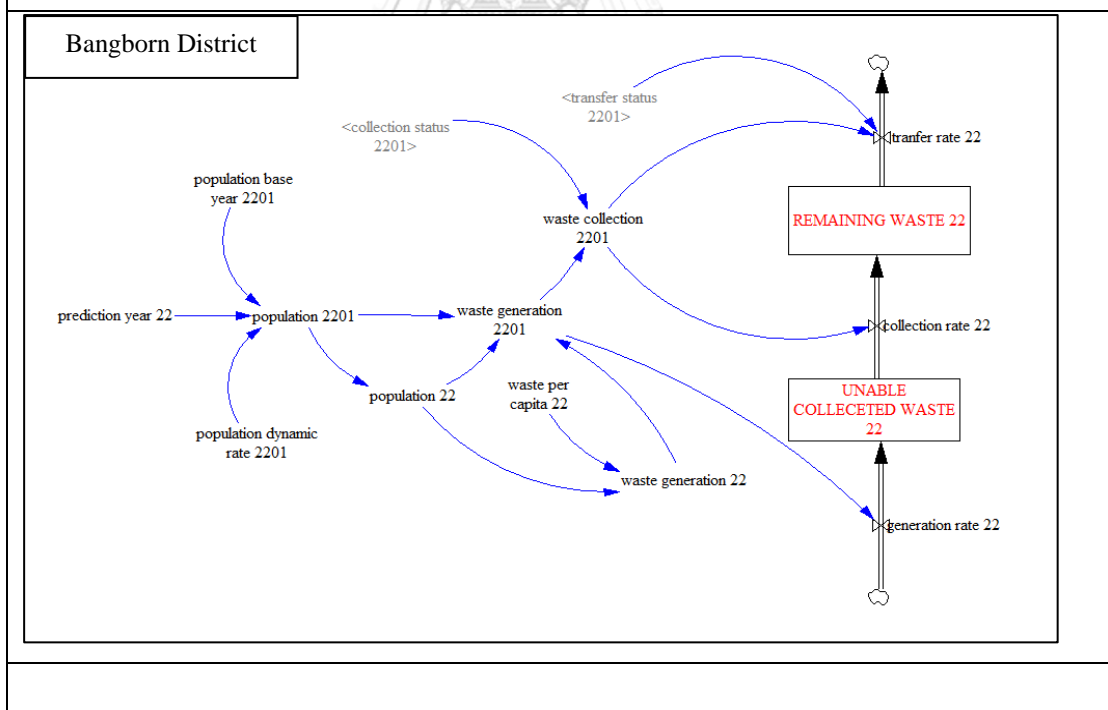 Bangborn District
<transfer status
2201>
<collection status
2201>
tranfer rate 22
population base
year 2201
waste collection
2201
REMAINING WASTE 22
prediction year 22
population 2201
waste generation
2201
collection rate 22
waste per
capita 22
population 22
UNABLE
COLLECETED WASTE
22
population dynamic
rate 2201
waste generation 22
generation rate 22